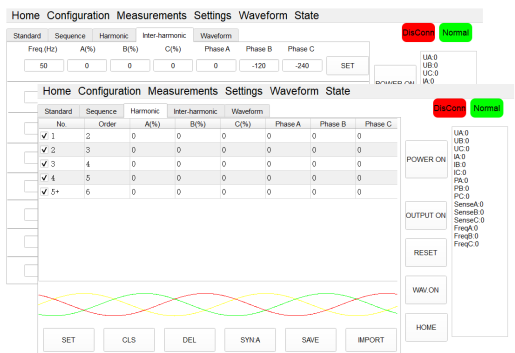 Home Configuration Measurements Settings Waveform State
DisConn Normal
Standard Sequence Harmonic Inter-harmonic Waveform
Freq.(Hz) A(%) B(%) C(%) Phase A Phase B Phase C
50 0 0 0 0 -120 -240 SET
UA:0
UB:0
UC:0
IA:0
POWER ON
Home Configuration Measurements Settings Waveform State
DisConn Normal
Standard Sequence Harmonic Inter-harmonic Waveform
No. Order A(%) B(%) C(%) Phase A Phase B Phase C
1 2 0 0 0 0 0 0
2 3 0 0 0 0 0 0
3 4 0 0 0 0 0 0
4 5 0 0 0 0 0 0
5+ 6 0 0 0 0 0 0
POWER ON
OUTPUT ON
RESET
WAV.ON
HOME
UA:0
UB:0
UC:0
IA:0
IB:0
IC:0
PA:0
PB:0
PC:0
SenseA:0
SenseB:0
SenseC:0
FreqA:0
FreqB:0
FreqC:0
SET CLS DEL SYN.A SAVE IMPORT